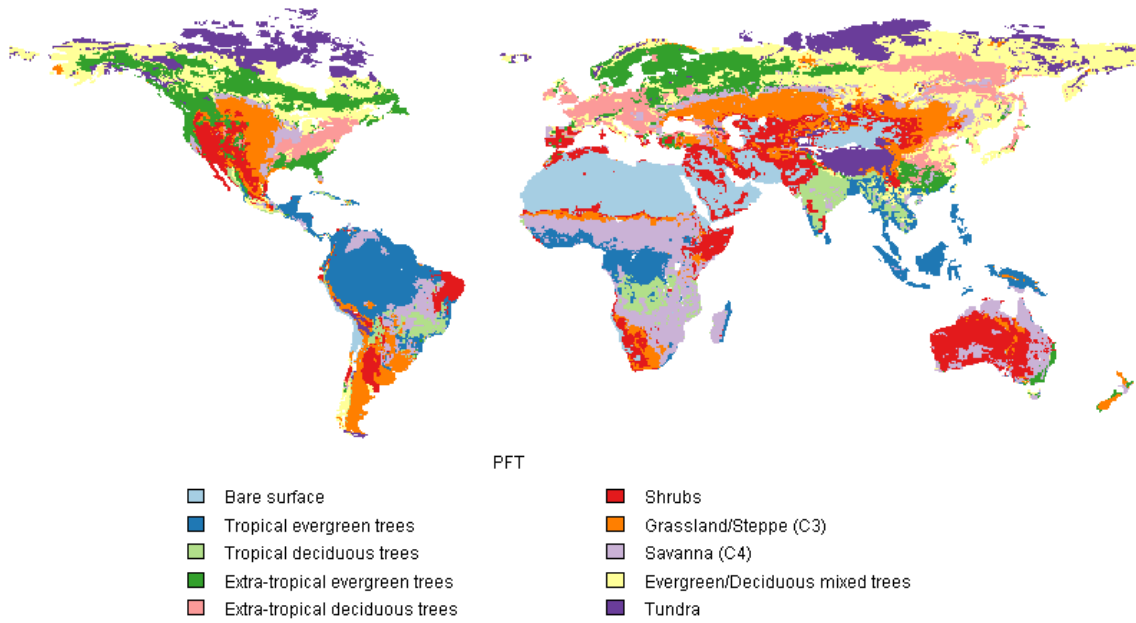 PFT
Bare surface
Tropical evergreen trees
Tropical deciduous trees
Extra-tropical evergreen trees
Extra-tropical deciduous trees
Shrubs
Grassland/Steppe (C3)
Savanna (C4)
Evergreen/Deciduous mixed trees
Tundra